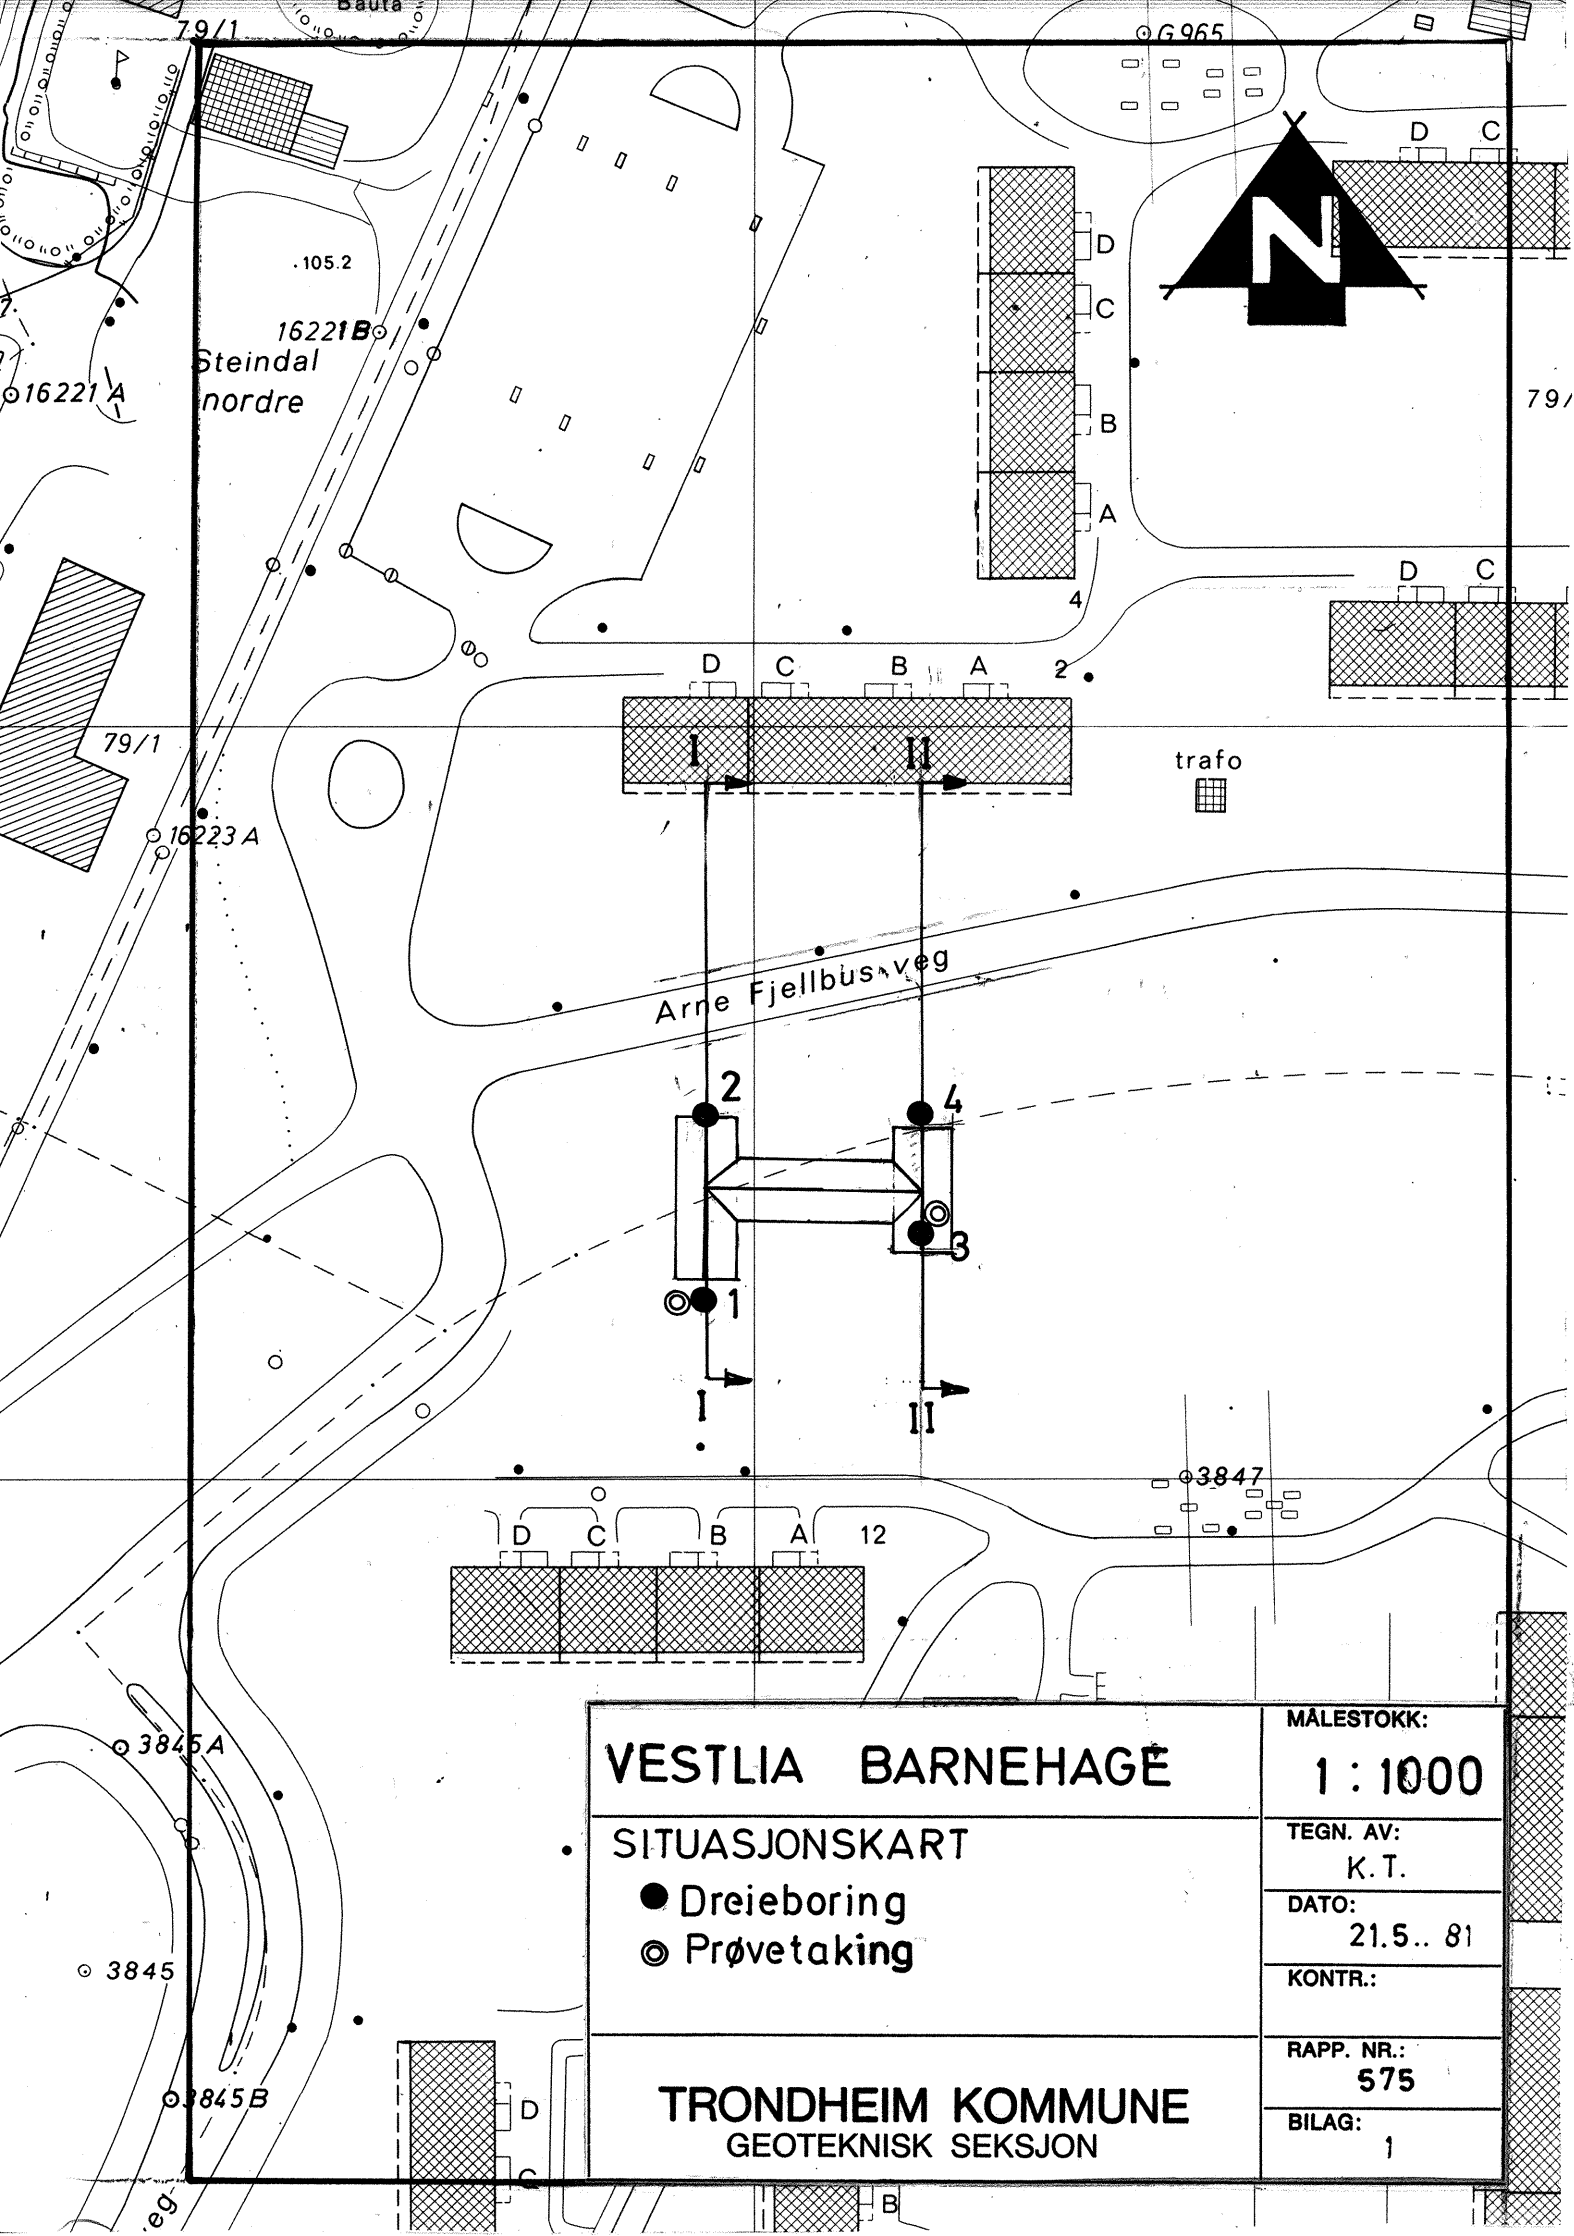 Bauta
79/1
G 965
D C
N
D
105.2
C
16221B
Steindal
nordre
16221 A
79/
B
A
D C
4
D C B A 2
79/1
I II
trafo
16223 A
Arne Fjellbus veg
2
4
3
1
I
II
3847
D C B A 12
3845A
3845
3845B
D
C
B
eg
VESTLIA BARNEHAGE
MÅLESTOKK:
1 : 1000
SITUASJONSKART
Dreieboring
Prøvetaking
TEGN. AV:
K.T.
DATO:
21.5.. 81
KONTR.:
RAPP. NR.:
575
BILAG:
1
TRONDHEIM KOMMUNE
GEOTEKNISK SEKSJON